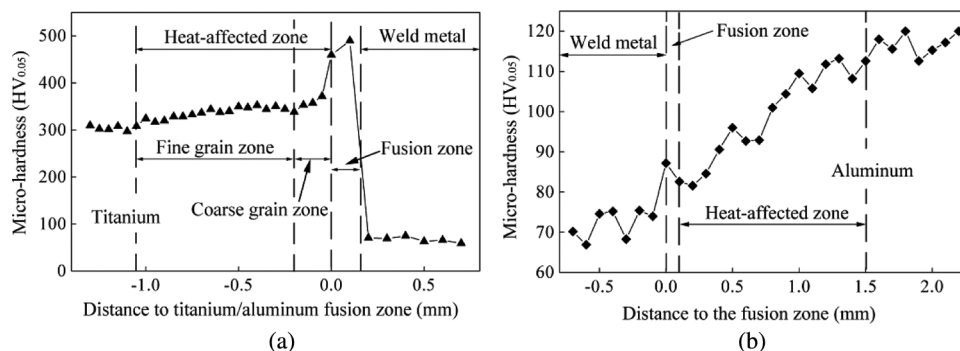 Micro-hardness (HV0.05)
500
400
300
200
100
0
Heat-affected zone
Weld metal
Fine grain zone
Fusion zone
Coarse grain zone
Titanium
-1.0
-0.5
0.0
0.5
Distance to titanium/aluminum fusion zone (mm)
(a)
Micro-hardness (HV0.05)
120
110
100
90
80
70
60
Weld metal
Fusion zone
Aluminum
Heat-affected zone
-0.5
0.0
0.5
1.0
1.5
2.0
Distance to the fusion zone (mm)
(b)